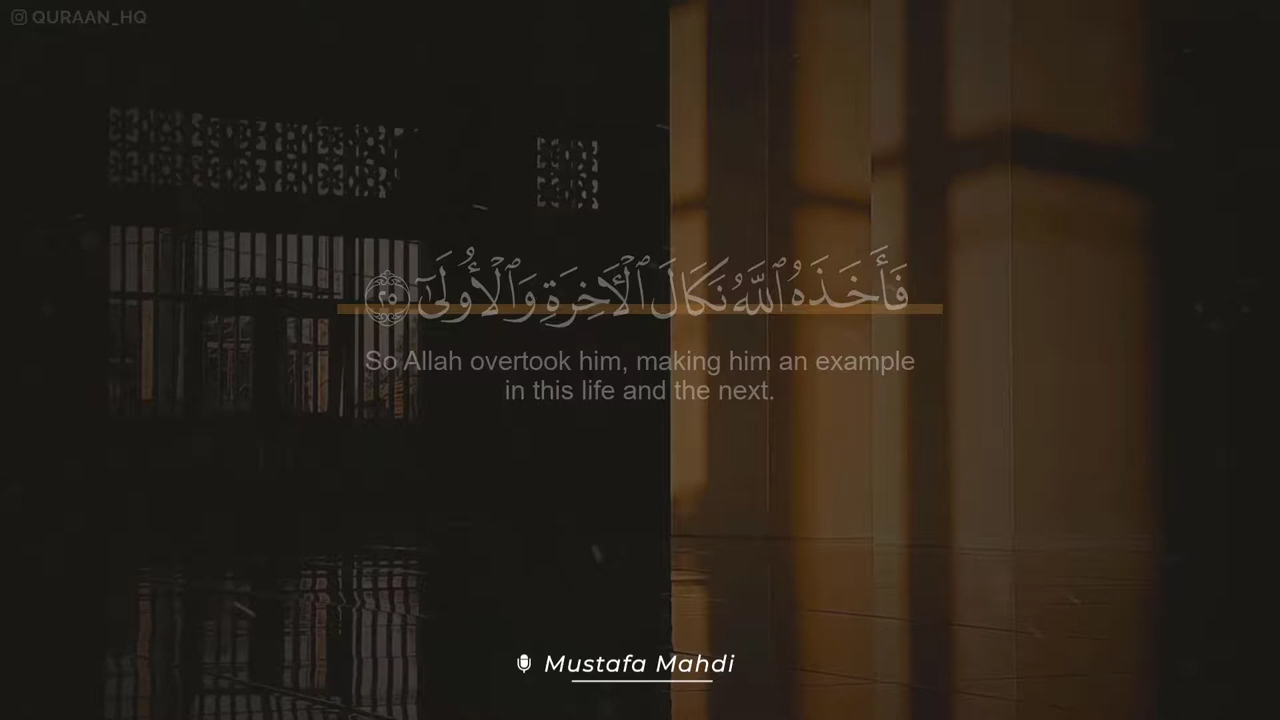 QURAAN_HQ
فَأَخَذَهُ ٱللَّهُ نَكَالَ ٱلْأَخِرَةِ وَٱلْأُولَىٰٓ ٢٥
So Allah overtook him, making him an example
in this life and the next.
Mustafa Mahdi